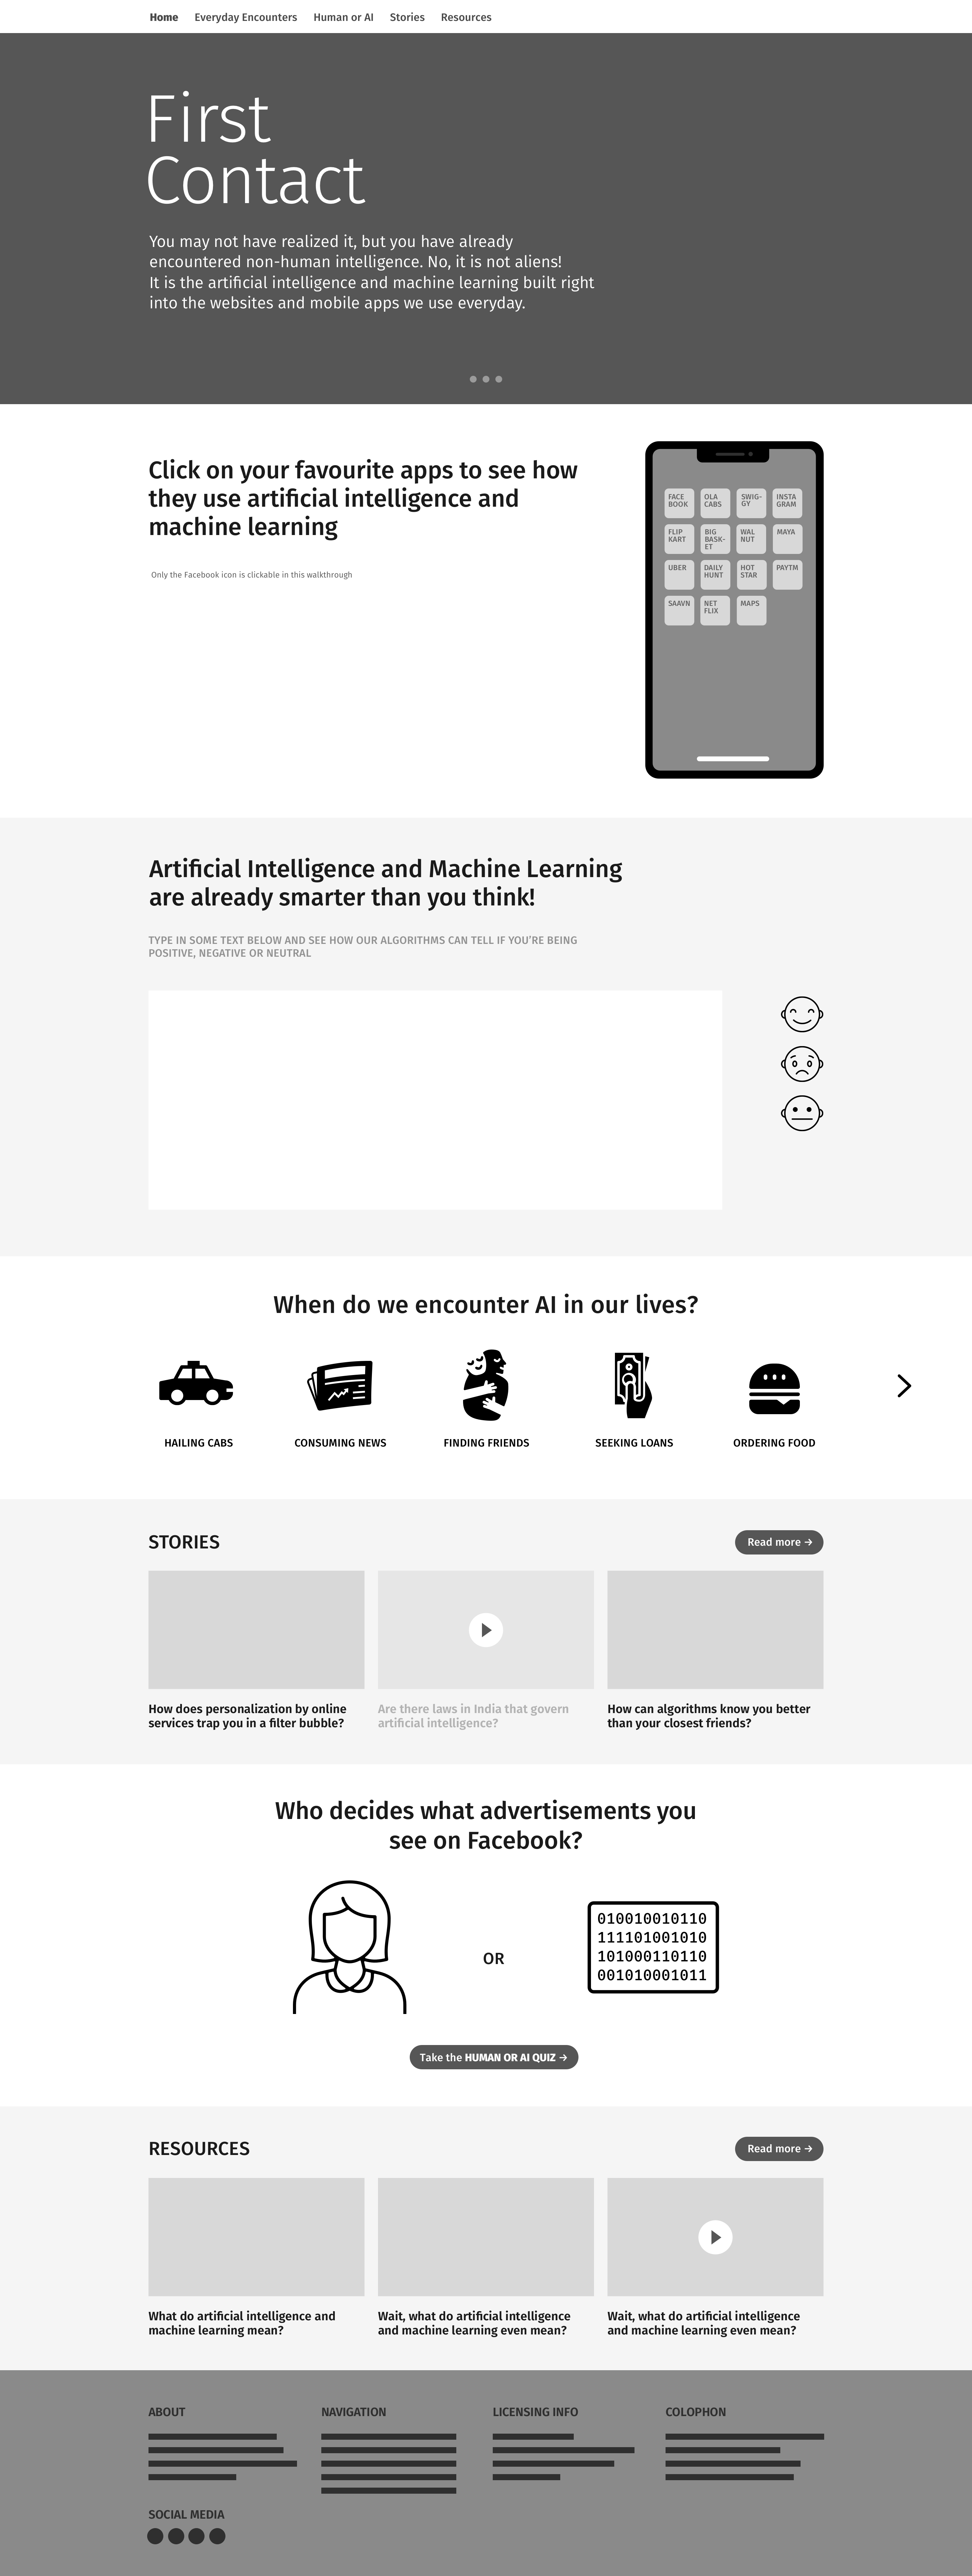 Home Everyday Encounters Human or AI Stories Resources
First
Contact
You may not have realized it, but you have already
encountered non-human intelligence. No, it is not aliens!
It is the artificial intelligence and machine learning built right
into the websites and mobile apps we use everyday.
Click on your favourite apps to see how
they use artificial intelligence and
machine learning
Only the Facebook icon is clickable in this walkthrough
FACE
BOOK
OLA
CABS
SWIG-
GY
INSTA
GRAM
FLIP
KART
BIG
BASK-
ET
WAL
NUT
MAYA
UBER
DAILY
HUNT
HOT
STAR
PAYTM
SAAVN
NET
FLIX
MAPS
Artificial Intelligence and Machine Learning
are already smarter than you think!
TYPE IN SOME TEXT BELOW AND SEE HOW OUR ALGORITHMS CAN TELL IF YOU’RE BEING
POSITIVE, NEGATIVE OR NEUTRAL
When do we encounter AI in our lives?
HAILING CABS
CONSUMING NEWS
FINDING FRIENDS
SEEKING LOANS
ORDERING FOOD
STORIES
Read more →
How does personalization by online
services trap you in a filter bubble?
Are there laws in India that govern
artificial intelligence?
How can algorithms know you better
than your closest friends?
Who decides what advertisements you
see on Facebook?
OR
010010010110
111101001010
101000110110
001010001011
Take the HUMAN OR AI QUIZ →
RESOURCES
Read more →
What do artificial intelligence and
machine learning mean?
Wait, what do artificial intelligence
and machine learning even mean?
Wait, what do artificial intelligence
and machine learning even mean?
ABOUT
NAVIGATION
LICENSING INFO
COLOPHON
SOCIAL MEDIA